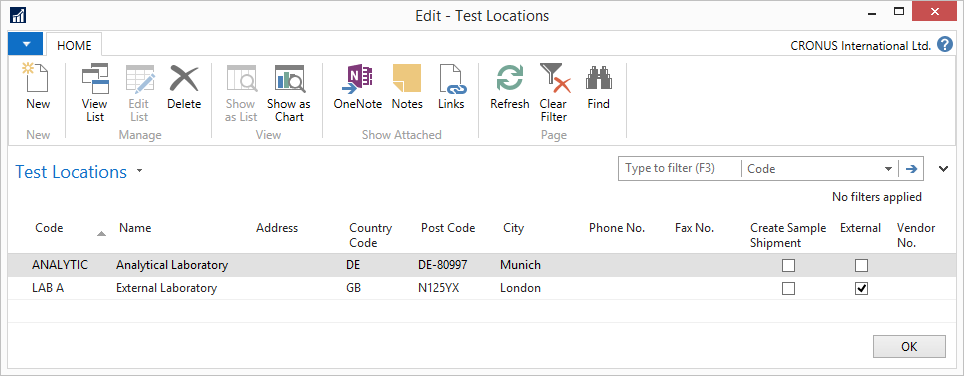 Edit - Test Locations
HOME
CRONUS International Ltd.
New
View List
Edit List
Delete
Show as List
Show as Chart
OneNote
Notes
Links
Refresh
Clear Filter
Find
New
Manage
View
Show Attached
Page
Test Locations
Type to filter (F3) Code
No filters applied
Code Name Address Country Code Post Code City Phone No. Fax No. Create Sample Shipment External Vendor No.
ANALYTIC Analytical Laboratory DE DE-80997 Munich
LAB A External Laboratory GB N125YX London
OK